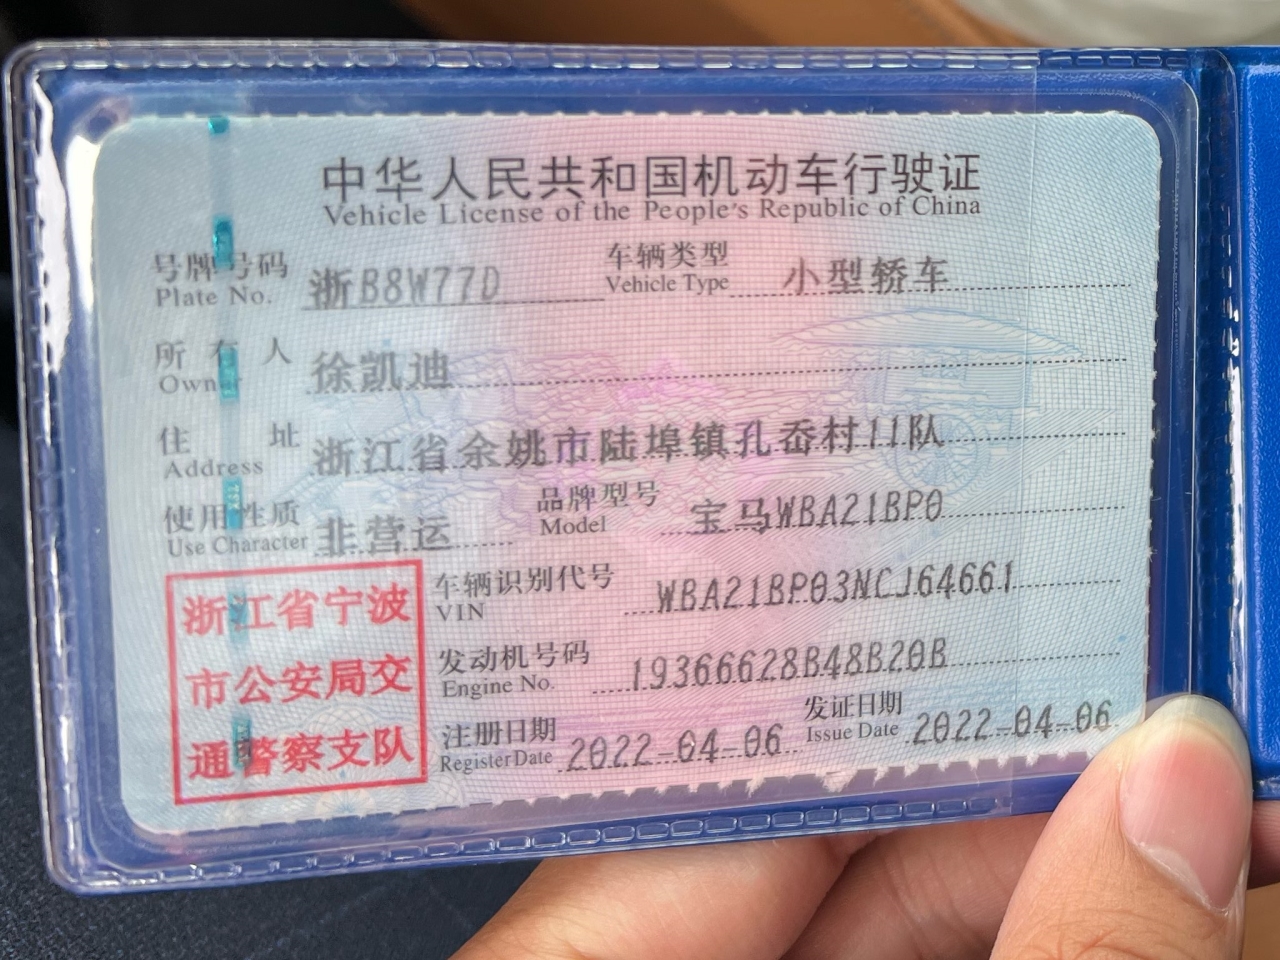 中华人民共和国机动车行驶证
Vehicle License of the People's Republic of China
号牌号码 浙B8W77D 车辆类型 小型轿车
Plate No. Vehicle Type
所有人 徐凯迪
Owner
住址 浙江省余姚市陆埠镇孔岙村11队
Address
使用性质 非营运 品牌型号 宝马WBA21BP0
Use Character Model
浙江省宁波
市公安局交
通警察支队
车辆识别代号 WBA21BP03NCJ64661
VIN
发动机号码 19366628B48B20B
Engine No.
注册日期 2022-04-06 发证日期 2022-04-06
Register Date Issue Date